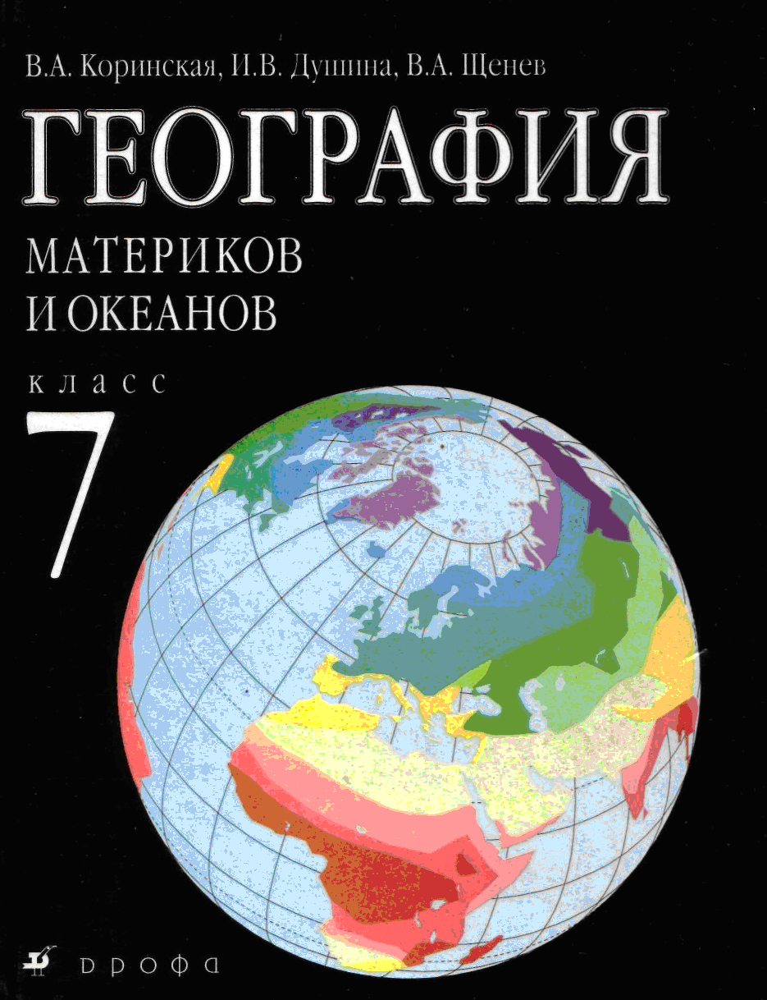 В.А. Коринская, И.В. Душина, В.А. Щенев
ГЕОГРАФИЯ
МАТЕРИКОВ
И ОКЕАНОВ
класс
7
дрофа